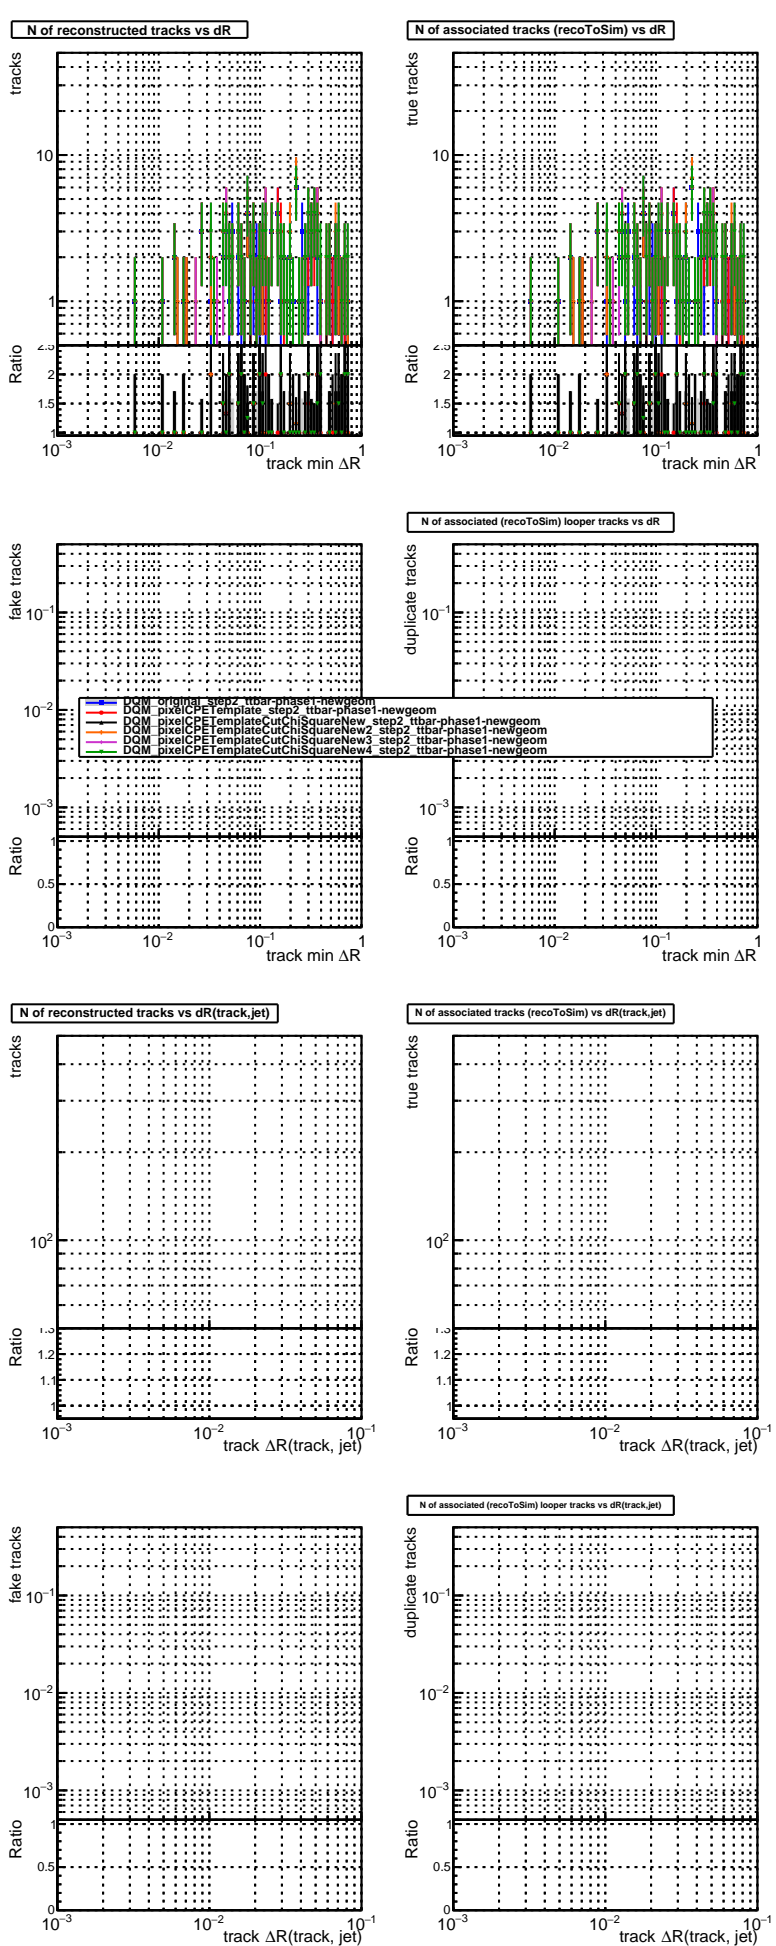 N of reconstructed tracks vs dR
N of associated tracks (recoToSim) vs dR
tracks
10
1
Ratio
2.5
2
1.5
1
10⁻³ 10⁻² 10⁻¹ 1
track min ΔR
true tracks
10
1
Ratio
2.5
2
1.5
1
10⁻³ 10⁻² 10⁻¹ 1
track min ΔR
N of associated (recoToSim) looper tracks vs dR
fake tracks
10⁻¹
10⁻²
10⁻³
Ratio
1
0.5
0
10⁻³ 10⁻² 10⁻¹ 1
track min ΔR
duplicate tracks
10⁻¹
10⁻³
Ratio
1
0.5
0
10⁻³ 10⁻² 10⁻¹ 1
track min ΔR
DQM_original_step2_ttbar-phase1-newgeom
DQM_pixelCPETemplate_step2_ttbar-phase1-newgeom
DQM_pixelCPETemplateCutChiSquareNew_step2_ttbar-phase1-newgeom
DQM_pixelCPETemplateCutChiSquareNew2_step2_ttbar-phase1-newgeom
DQM_pixelCPETemplateCutChiSquareNew3_step2_ttbar-phase1-newgeom
DQM_pixelCPETemplateCutChiSquareNew4_step2_ttbar-phase1-newgeom
N of reconstructed tracks vs dR(track,jet)
N of associated tracks (recoToSim) vs dR(track,jet)
tracks
10²
Ratio
1.3
1.2
1.1
1
10⁻³ 10⁻² 10⁻¹
track ΔR(track, jet)
true tracks
10²
Ratio
1.3
1.2
1.1
1
10⁻³ 10⁻² 10⁻¹
track ΔR(track, jet)
N of associated (recoToSim) looper tracks vs dR(track,jet)
fake tracks
10⁻¹
10⁻²
10⁻³
Ratio
1
0.5
0
10⁻³ 10⁻² 10⁻¹
track ΔR(track, jet)
duplicate tracks
10⁻¹
10⁻²
10⁻³
Ratio
1
0.5
0
10⁻³ 10⁻² 10⁻¹
track ΔR(track, jet)